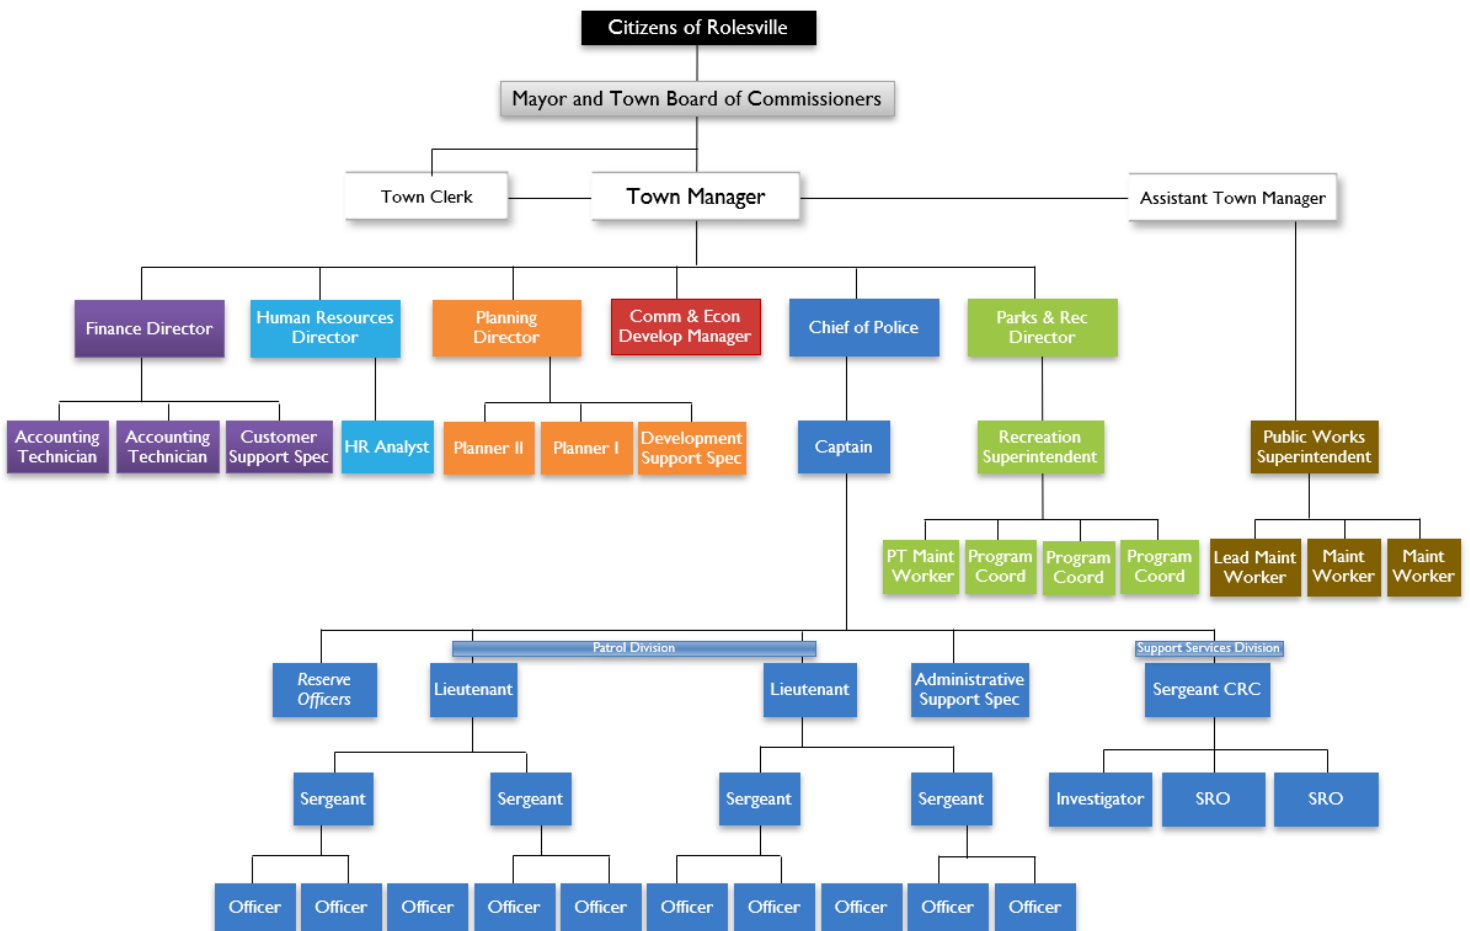 Citizens of Rolesville
Mayor and Town Board of Commissioners
Town Clerk
Town Manager
Assistant Town Manager
Finance Director
Human Resources
Director
Planning
Director
Comm & Econ
Develop Manager
Chief of Police
Parks & Rec
Director
Accounting
Technician
Accounting
Technician
Customer
Support Spec
HR Analyst
Planner II
Planner I
Development
Support Spec
Captain
Recreation
Superintendent
Public Works
Superintendent
PT Maint
Worker
Program
Coord
Program
Coord
Program
Coord
Lead Maint
Worker
Maint
Worker
Maint
Worker
Patrol Division
Support Services Division
Reserve
Officers
Lieutenant
Lieutenant
Administrative
Support Spec
Sergeant CRC
Sergeant
Sergeant
Sergeant
Sergeant
Investigator
SRO
SRO
Officer
Officer
Officer
Officer
Officer
Officer
Officer
Officer
Officer
Officer